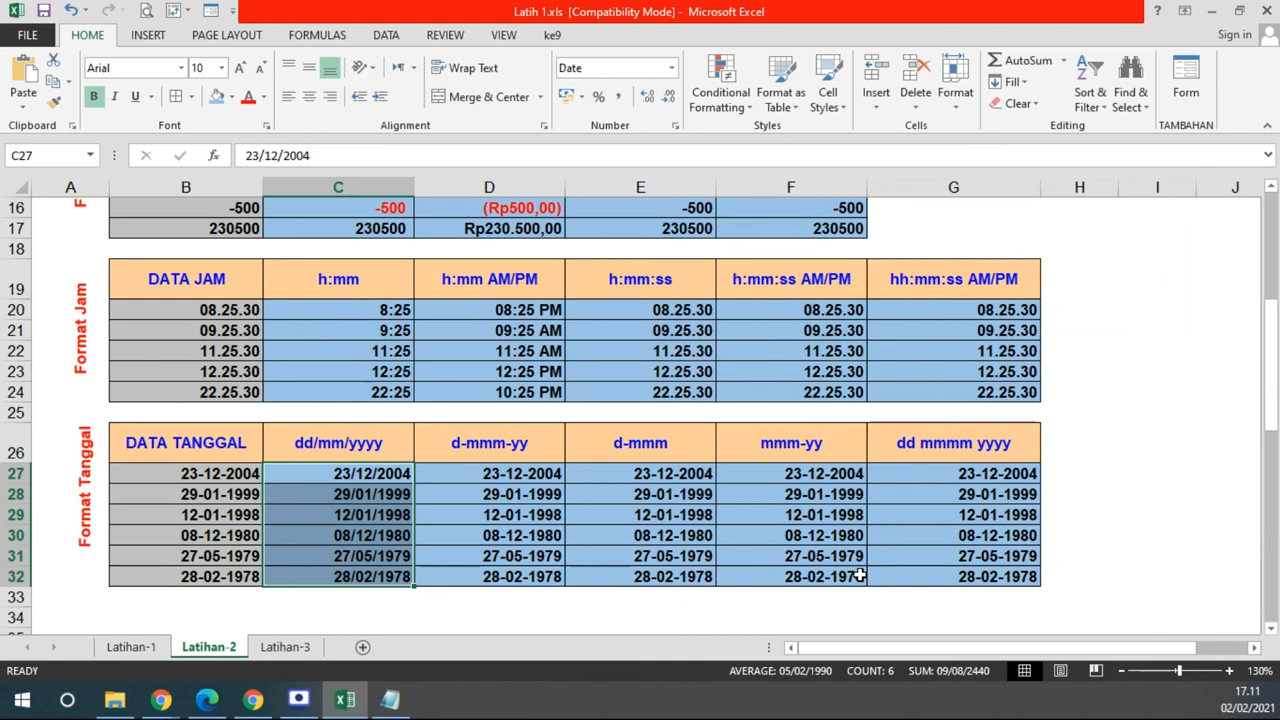 Latih 1.xls [Compatibility Mode] - Microsoft Excel
Sign in
FILE HOME INSERT PAGE LAYOUT FORMULAS DATA REVIEW VIEW ke9
Paste
Arial 10
B I U
Wrap Text
Merge & Center
Date
Conditional Formatting
Format as Table
Cell Styles
Insert
Delete
Format
AutoSum
Fill
Clear
Sort & Filter
Find & Select
Form
Clipboard Font Alignment Number Styles Cells Editing TAMBAHAN
C27 fx 23/12/2004
A B C D E F G H I J
16 F -500 -500 (Rp500,00) -500 -500
17 230500 230500 Rp230.500,00 230500 230500
18
19 DATA JAM h:mm h:mm AM/PM h:mm:ss h:mm:ss AM/PM hh:mm:ss AM/PM
Format Jam
20 08.25.30 8:25 08:25 PM 08.25.30 08.25.30 08.25.30
21 09.25.30 9:25 09:25 AM 09.25.30 09.25.30 09.25.30
22 11.25.30 11:25 11:25 AM 11.25.30 11.25.30 11.25.30
23 12.25.30 12:25 12:25 PM 12.25.30 12.25.30 12.25.30
24 22.25.30 22:25 10:25 PM 22.25.30 22.25.30 22.25.30
25
26 DATA TANGGAL dd/mm/yyyy d-mmm-yy d-mmm mmm-yy dd mmmm yyyy
Format Tanggal
27 23-12-2004 23/12/2004 23-12-2004 23-12-2004 23-12-2004 23-12-2004
28 29-01-1999 29/01/1999 29-01-1999 29-01-1999 29-01-1999 29-01-1999
29 12-01-1998 12/01/1998 12-01-1998 12-01-1998 12-01-1998 12-01-1998
30 08-12-1980 08/12/1980 08-12-1980 08-12-1980 08-12-1980 08-12-1980
31 27-05-1979 27/05/1979 27-05-1979 27-05-1979 27-05-1979 27-05-1979
32 28-02-1978 28/02/1978 28-02-1978 28-02-1978 28-02-1978 28-02-1978
33
34
Latihan-1 Latihan-2 Latihan-3
READY AVERAGE: 05/02/1990 COUNT: 6 SUM: 09/08/2440 130%
17.11
02/02/2021